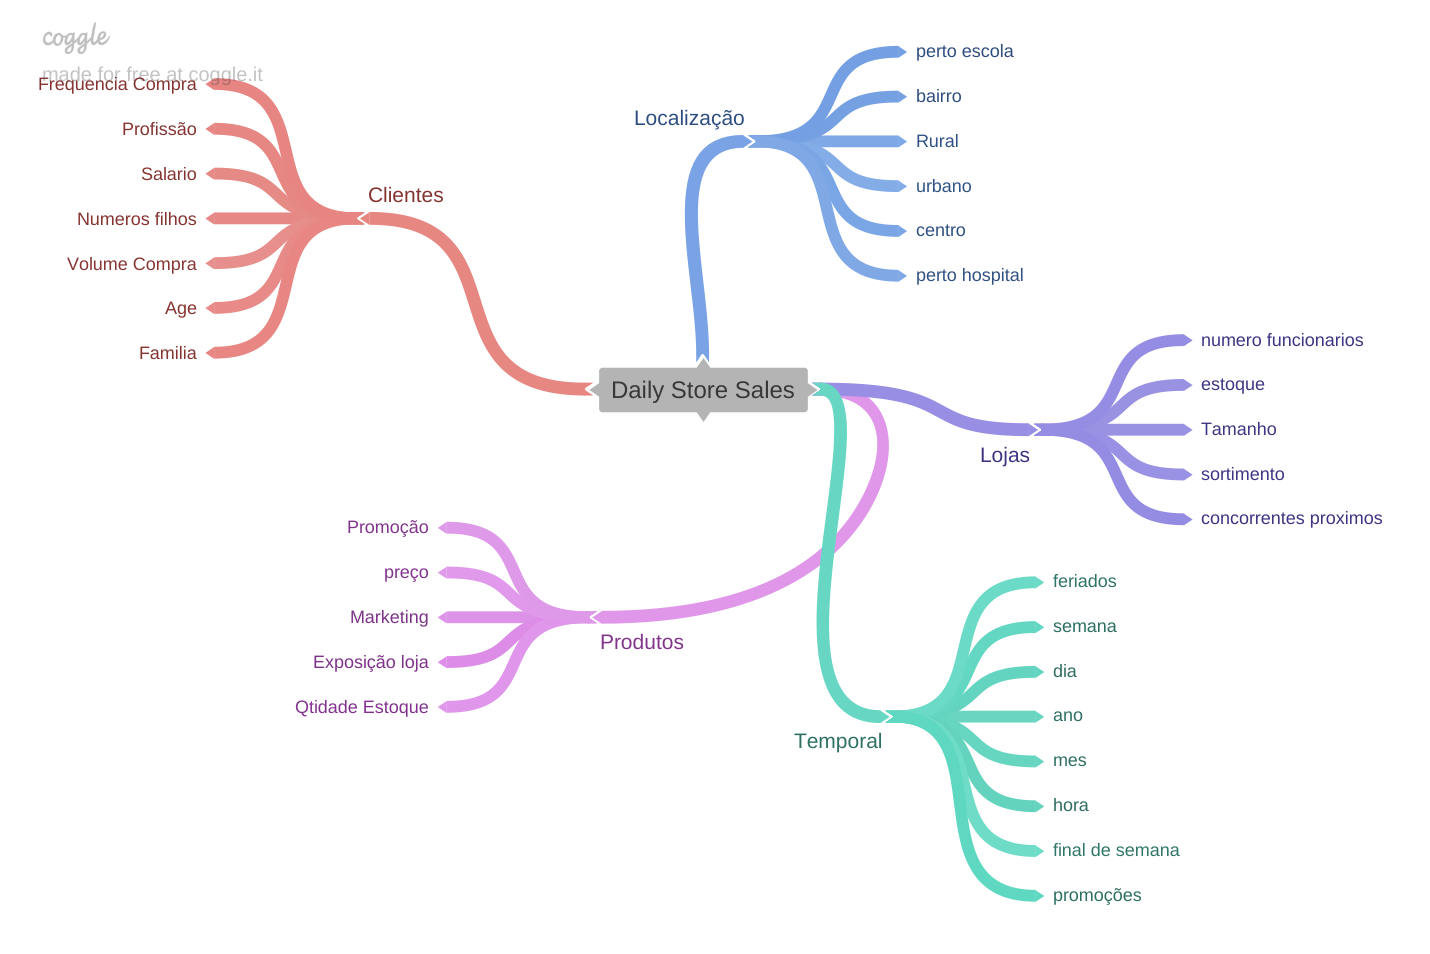 coggle
made for free at coggle.it
Clientes
Frequencia Compra
Profissão
Salario
Numeros filhos
Volume Compra
Age
Familia
Localização
perto escola
bairro
Rural
urbano
centro
perto hospital
Daily Store Sales
Lojas
numero funcionarios
estoque
Tamanho
sortimento
concorrentes proximos
Produtos
Promoção
preço
Marketing
Exposição loja
Qtidade Estoque
Temporal
feriados
semana
dia
ano
mes
hora
final de semana
promoções